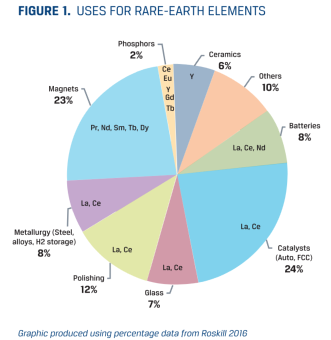 FIGURE 1. USES FOR RARE-EARTH ELEMENTS
Phosphors
2%
Ceramics
6%
Others
10%
Batteries
8%
Catalysts
(Auto, FCC)
24%
Glass
7%
Polishing
12%
Metallurgy (Steel,
alloys, H2 storage)
8%
Magnets
23%
Ce
Eu
Y
Gd
Tb
Y
La, Ce, Nd
La, Ce
La, Ce
La, Ce
La, Ce
Pr, Nd, Sm, Tb, Dy
Graphic produced using percentage data from Roskill 2016